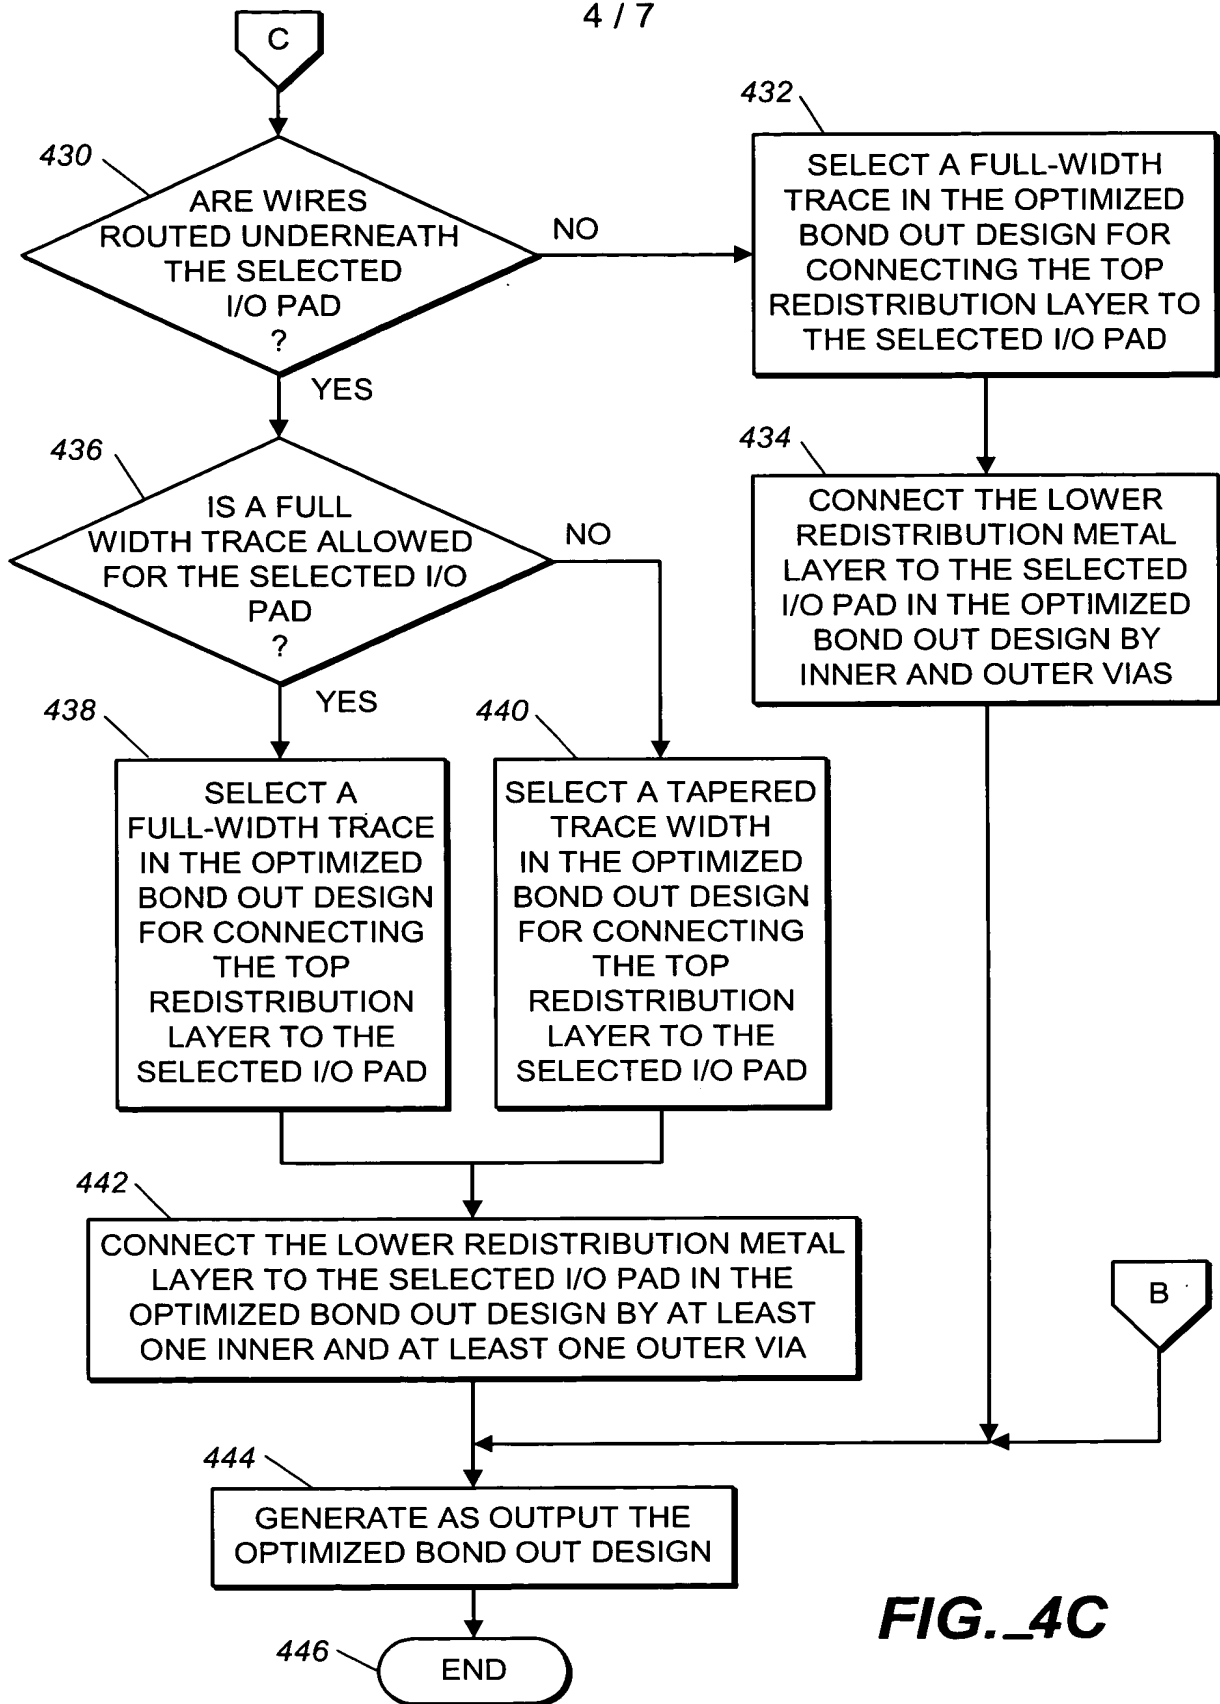 4 / 7
C
430
ARE WIRES
ROUTED UNDERNEATH
THE SELECTED
I/O PAD
?
NO
YES
432
SELECT A FULL-WIDTH
TRACE IN THE OPTIMIZED
BOND OUT DESIGN FOR
CONNECTING THE TOP
REDISTRIBUTION LAYER TO
THE SELECTED I/O PAD
434
CONNECT THE LOWER
REDISTRIBUTION METAL
LAYER TO THE SELECTED
I/O PAD IN THE OPTIMIZED
BOND OUT DESIGN BY
INNER AND OUTER VIAS
436
IS A FULL
WIDTH TRACE ALLOWED
FOR THE SELECTED I/O
PAD
?
NO
YES
438
SELECT A
FULL-WIDTH TRACE
IN THE OPTIMIZED
BOND OUT DESIGN
FOR CONNECTING
THE TOP
REDISTRIBUTION
LAYER TO THE
SELECTED I/O PAD
440
SELECT A TAPERED
TRACE WIDTH
IN THE OPTIMIZED
BOND OUT DESIGN
FOR CONNECTING
THE TOP
REDISTRIBUTION
LAYER TO THE
SELECTED I/O PAD
442
CONNECT THE LOWER REDISTRIBUTION METAL
LAYER TO THE SELECTED I/O PAD IN THE
OPTIMIZED BOND OUT DESIGN BY AT LEAST
ONE INNER AND AT LEAST ONE OUTER VIA
B
444
GENERATE AS OUTPUT THE
OPTIMIZED BOND OUT DESIGN
446
END
FIG._4C